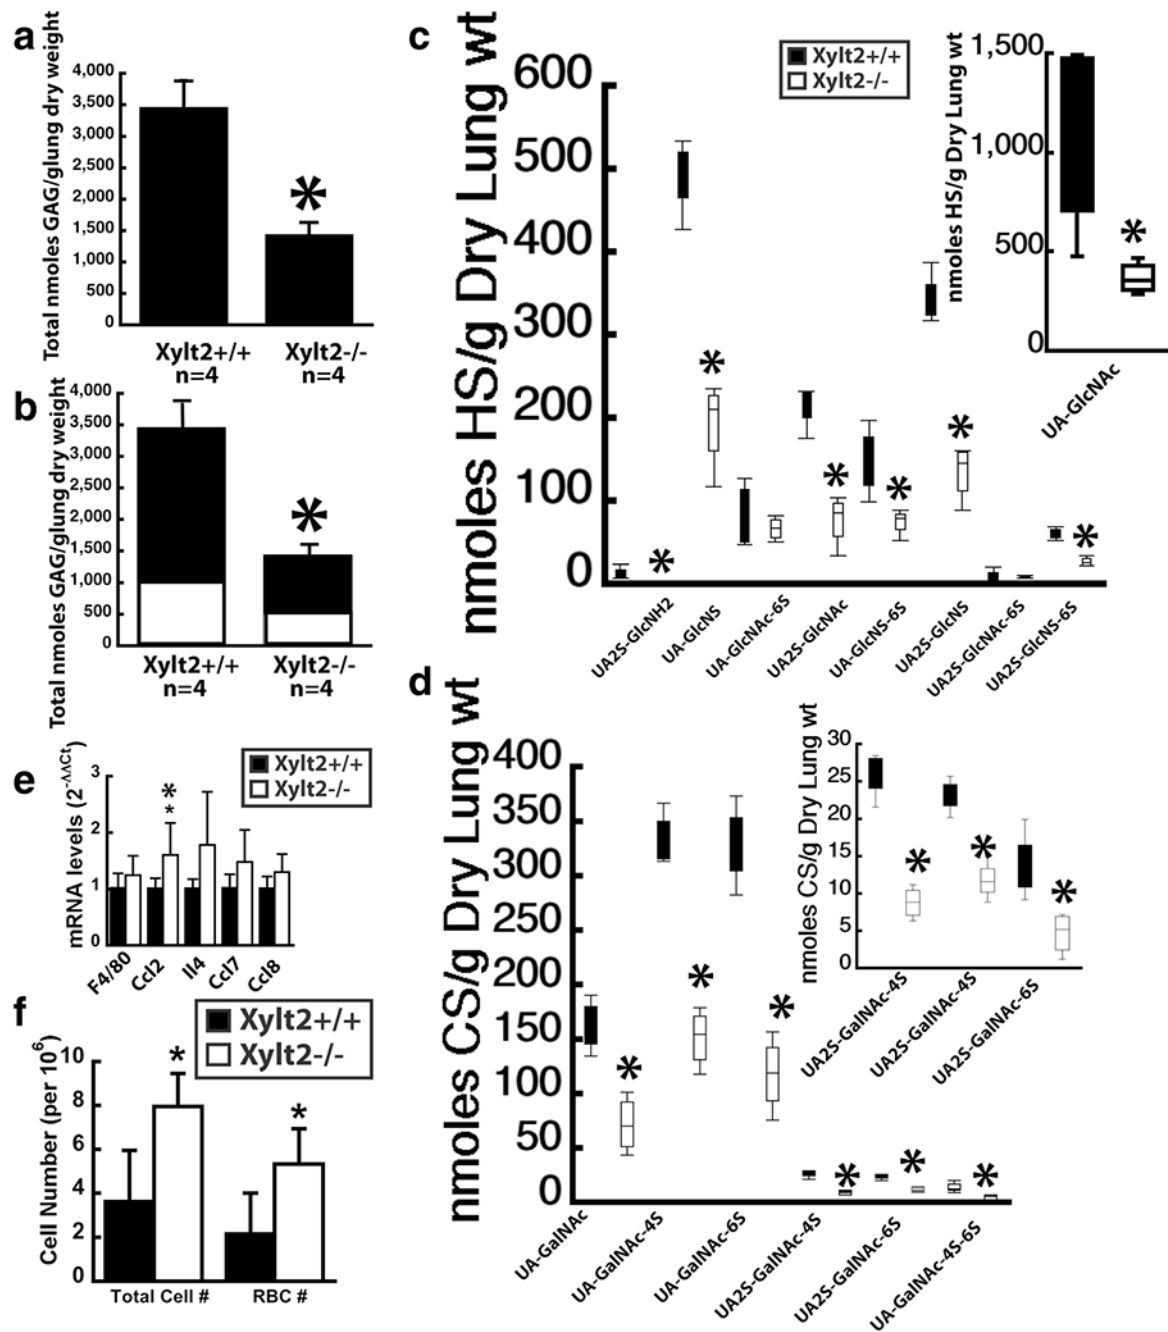 a
Total nmoles GAG/glung dry weight
4,000
3,500
3,000
2,500
2,000
1,500
1,000
500
0
*
Xylt2+/+
n=4
Xylt2-/-
n=4
b
Total nmoles GAG/glung dry weight
4,000
3,500
3,000
2,500
2,000
1,500
1,000
500
0
*
Xylt2+/+
n=4
Xylt2-/-
n=4
c
nmoles HS/g Dry Lung wt
600
500
400
300
200
100
0
Xylt2+/+
Xylt2-/-
*
*
*
*
*
*
UA2S-GlcNH2
UA-GlcNS
UA-GlcNAc-6S
UA2S-GlcNAc
UA-GlcNS-6S
UA2S-GlcNS
UA2S-GlcNAc-6S
UA2S-GlcNS-6S
nmoles HS/g Dry Lung wt
1,500
1,000
500
0
*
UA-GlcNAc
d
nmoles CS/g Dry Lung wt
400
350
300
250
200
150
100
50
0
*
*
*
*
*
*
UA-GalNAc
UA-GalNAc-4S
UA-GalNAc-6S
UA2S-GalNAc-4S
UA2S-GalNAc-6S
UA-GalNAc-4S-6S
nmoles CS/g Dry Lung wt
30
25
20
15
10
5
0
*
*
*
UA2S-GalNAc-4S
UA2S-GalNAc-4S
UA2S-GalNAc-6S
e
mRNA levels (2-ΔΔCt)
3
2
1
0
Xylt2+/+
Xylt2-/-
**
F4/80
Ccl2
Il4
Ccl7
Ccl8
f
Cell Number (per 10^6)
10
8
6
4
2
0
Xylt2+/+
Xylt2-/-
*
*
Total Cell #
RBC #